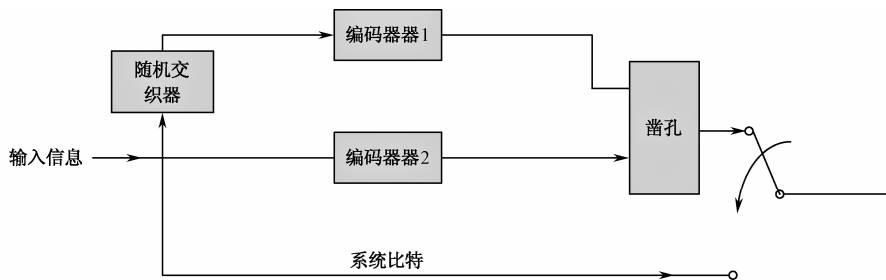 编码器器1
随机交
织器
凿孔
输入信息
编码器器2
系统比特